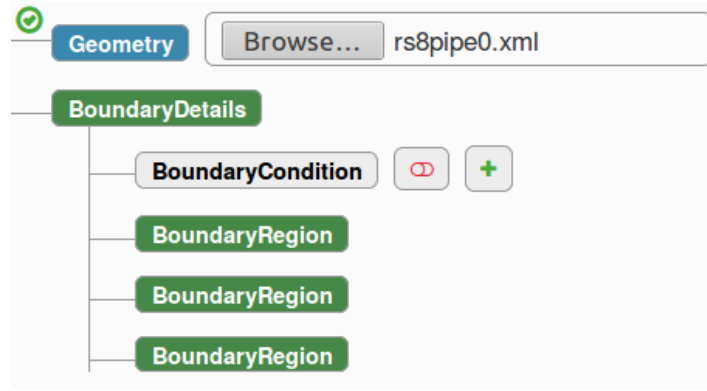 Geometry Browse... rs8pipe0.xml
BoundaryDetails
BoundaryCondition
BoundaryRegion
BoundaryRegion
BoundaryRegion